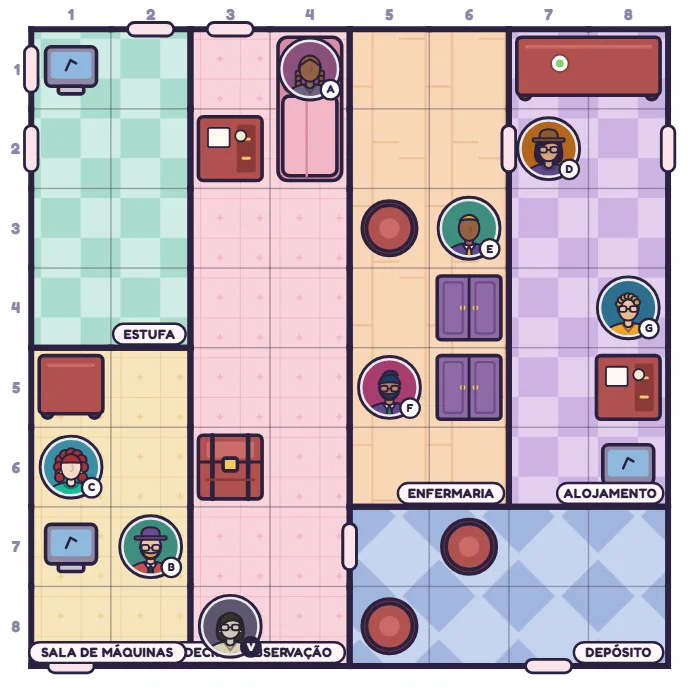 1 2 3 4 5 6 7 8
1
A
2
D
3
E
4
G
ESTUFA
5
F
6
C
ENFERMARIA
ALOJAMENTO
7
B
8
V
SALA DE MÁQUINAS
DEPÓSITO